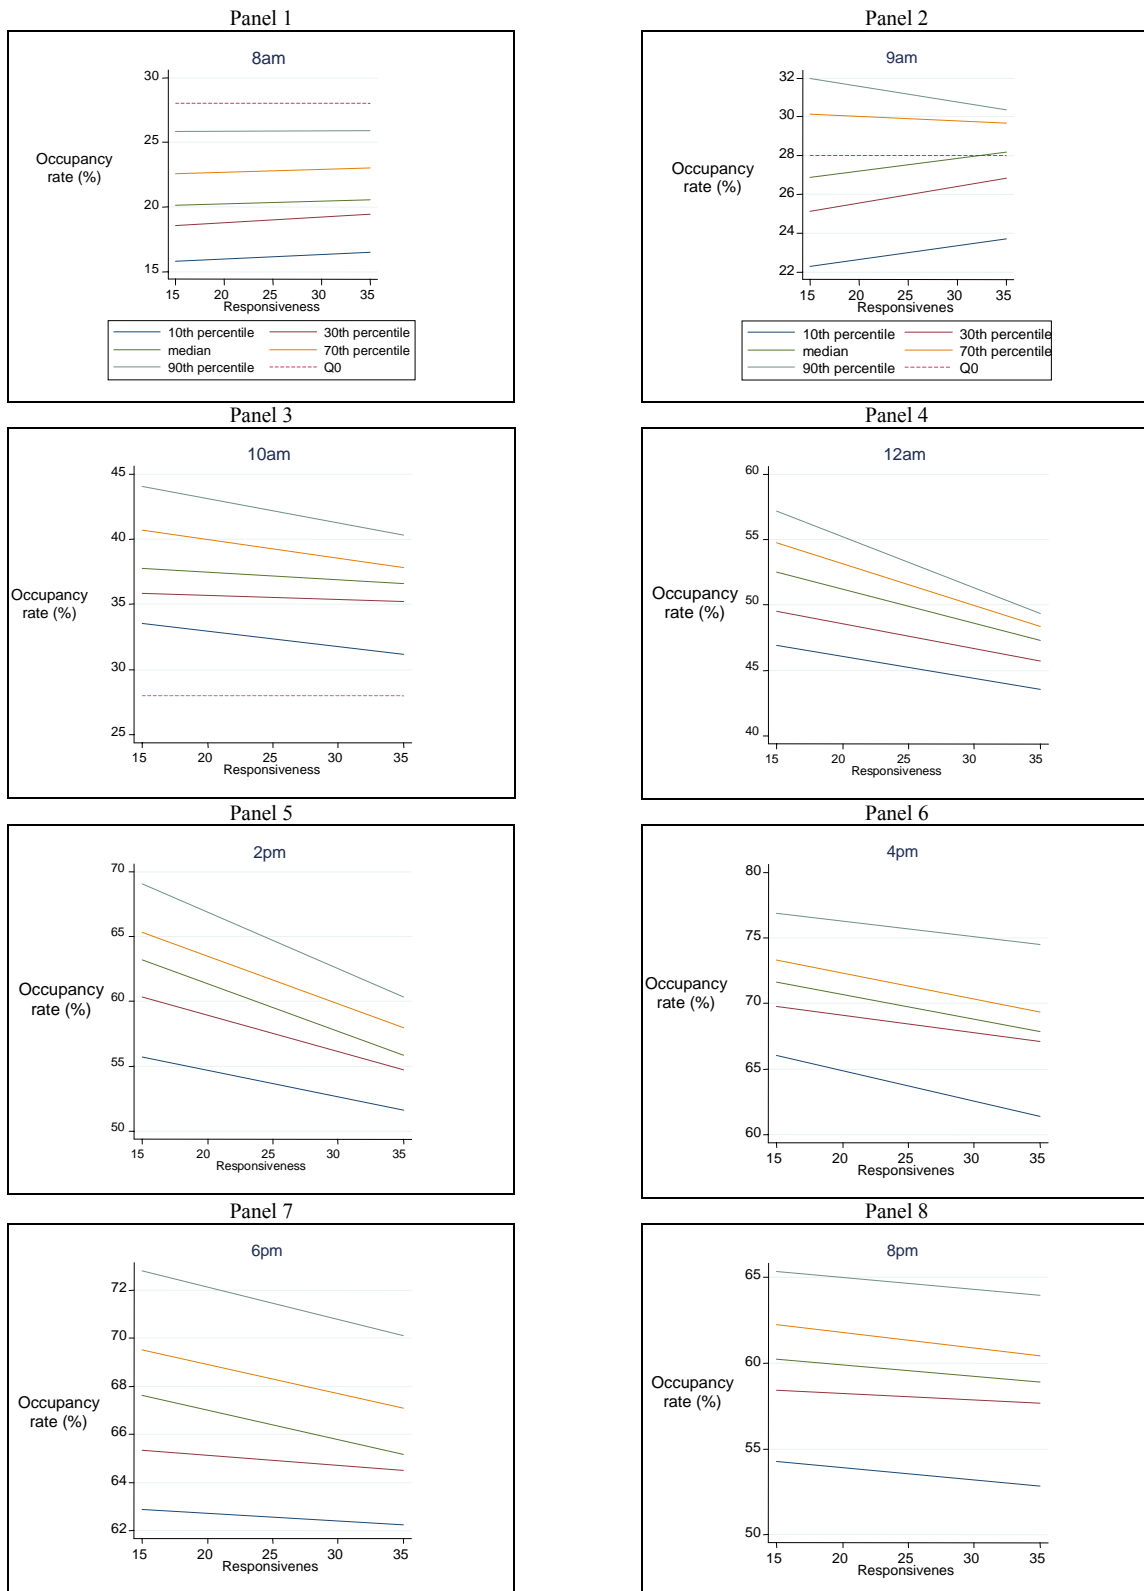 Panel 1
8am
30
25
20
15
Occupancy
rate (%)
15 20 25 30 35
Responsiveness
10th percentile 30th percentile
median 70th percentile
90th percentile Q0
Panel 2
9am
32
30
28
26
24
22
Occupancy
rate (%)
15 20 25 30 35
Responsivenes
10th percentile 30th percentile
median 70th percentile
90th percentile Q0
Panel 3
10am
45
40
35
30
25
Occupancy
rate (%)
15 20 25 30 35
Responsiveness
Panel 4
12am
60
55
50
45
40
Occupancy
rate (%)
15 20 25 30 35
Responsiveness
Panel 5
2pm
70
65
60
55
50
Occupancy
rate (%)
15 20 25 30 35
Responsiveness
Panel 6
4pm
80
75
70
65
60
Occupancy
rate (%)
15 20 25 30 35
Responsivenes
Panel 7
6pm
72
70
68
66
64
62
Occupancy
rate (%)
15 20 25 30 35
Responsivenes
Panel 8
8pm
65
60
55
50
Occupancy
rate (%)
15 20 25 30 35
Responsivenes